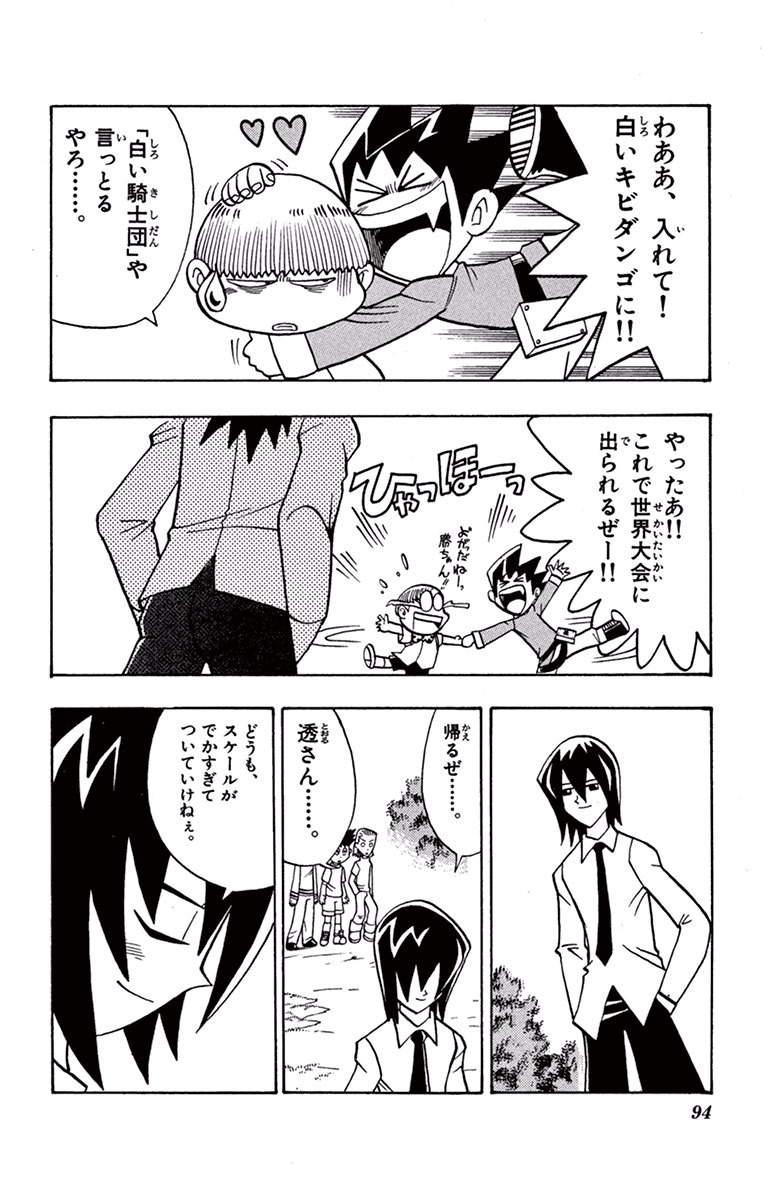 わああ、入れて!
白いキビダンゴに!!
「白い騎士団」や
言っとる
やろ……。
やったあ!!
これで世界大会に
出られるぜー!!
ひゃっほーっ
よかったねーっ
勝ちゃん!!
帰るぜ……。
透さん……。
どうも、
スケールが
でかすぎて
ついていけねぇ。
94